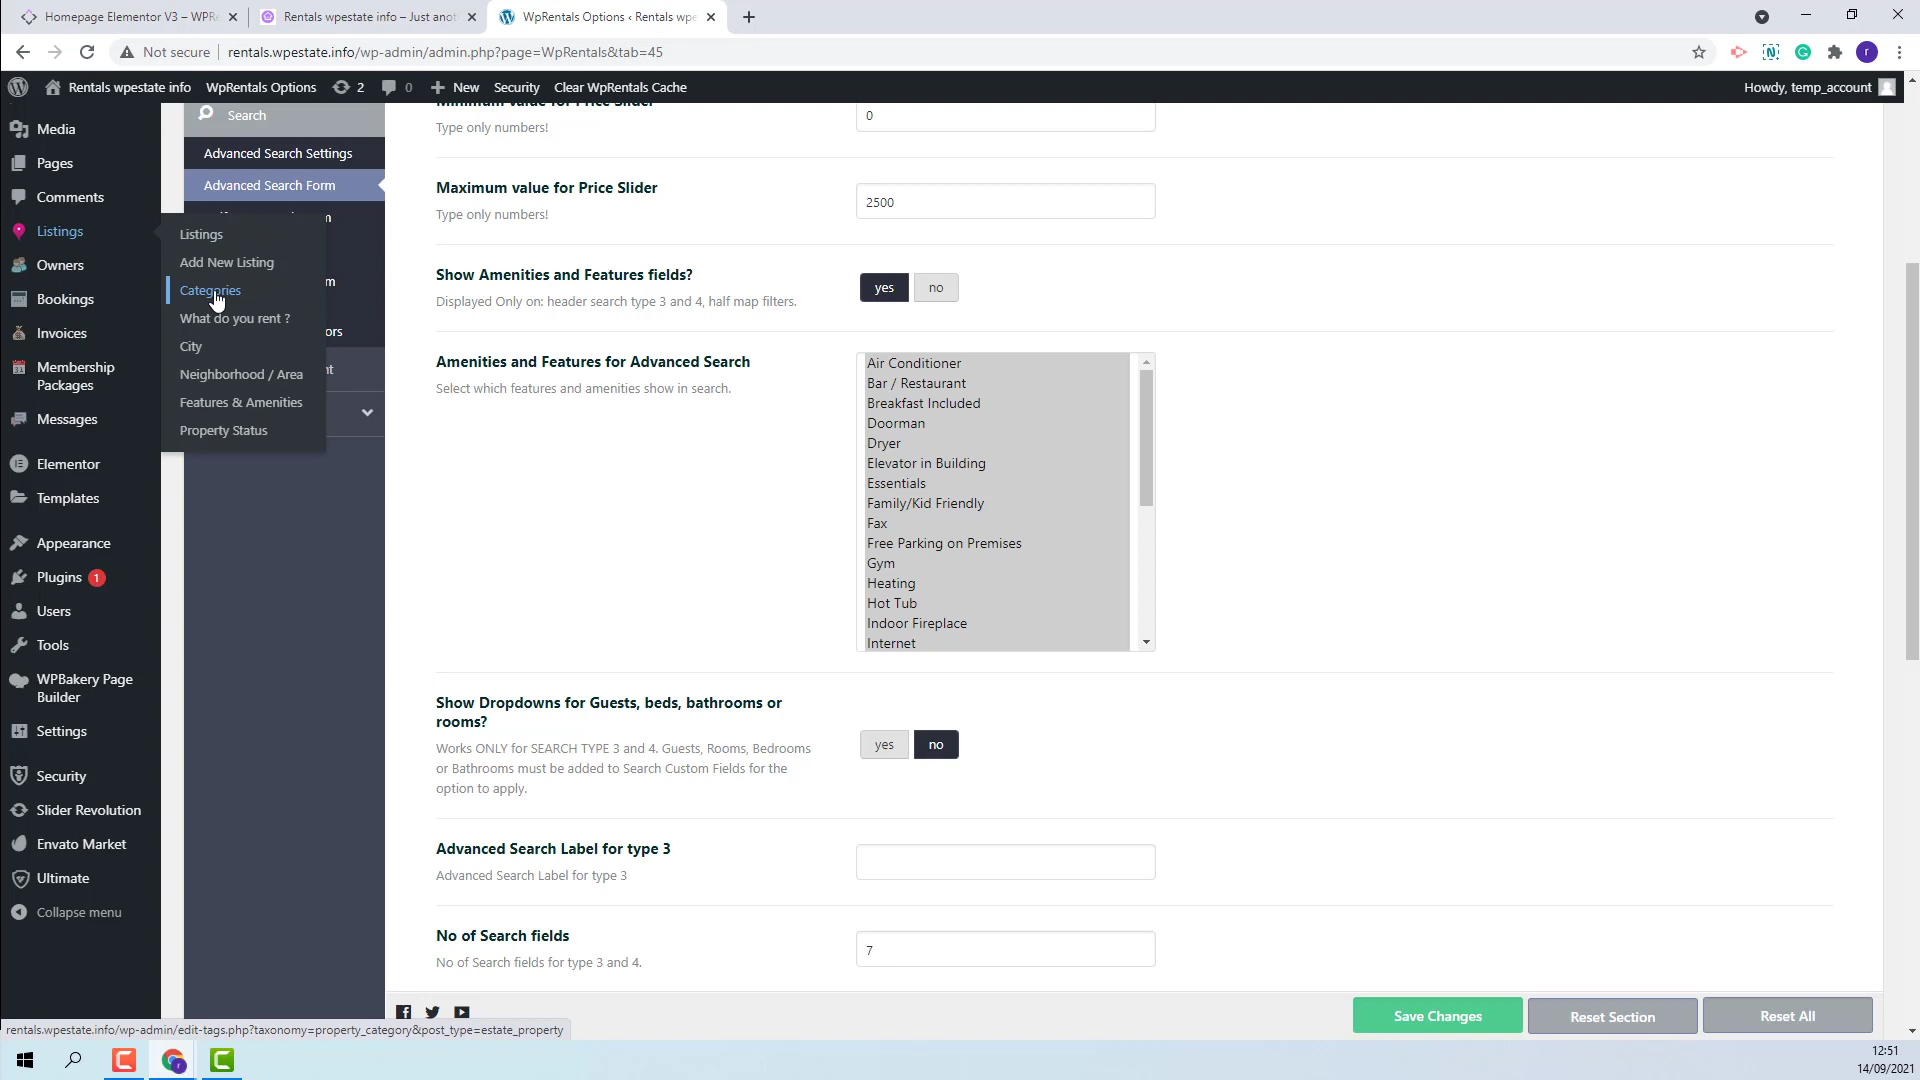 Homepage Elementor V3 – WPRe
Rentals wpestate info – Just anot
WpRentals Options ‹ Rentals wpe
Not secure
rentals.wpestate.info/wp-admin/admin.php?page=WpRentals&tab=45
r
Rentals wpestate info
WpRentals Options
2
0
New
Security
Clear WpRentals Cache
Howdy, temp_account
Media
Pages
Comments
Listings
Owners
Bookings
Invoices
Membership
Packages
Messages
Elementor
Templates
Appearance
Plugins 1
Users
Tools
WPBakery Page
Builder
Settings
Security
Slider Revolution
Envato Market
Ultimate
Collapse menu
Search
Advanced Search Settings
Advanced Search Form
Listings
Add New Listing
Categories
What do you rent ?
City
Neighborhood / Area
Features & Amenities
Property Status
Minimum value for Price Slider
Type only numbers!
0
Maximum value for Price Slider
Type only numbers!
2500
Show Amenities and Features fields?
Displayed Only on: header search type 3 and 4, half map filters.
yes
no
Amenities and Features for Advanced Search
Select which features and amenities show in search.
Air Conditioner
Bar / Restaurant
Breakfast Included
Doorman
Dryer
Elevator in Building
Essentials
Family/Kid Friendly
Fax
Free Parking on Premises
Gym
Heating
Hot Tub
Indoor Fireplace
Internet
Show Dropdowns for Guests, beds, bathrooms or
rooms?
Works ONLY for SEARCH TYPE 3 and 4. Guests, Rooms, Bedrooms
or Bathrooms must be added to Search Custom Fields for the
option to apply.
yes
no
Advanced Search Label for type 3
Advanced Search Label for type 3
No of Search fields
No of Search fields for type 3 and 4.
7
Save Changes
Reset Section
Reset All
rentals.wpestate.info/wp-admin/edit-tags.php?taxonomy=property_category&post_type=estate_property
12:51
14/09/2021